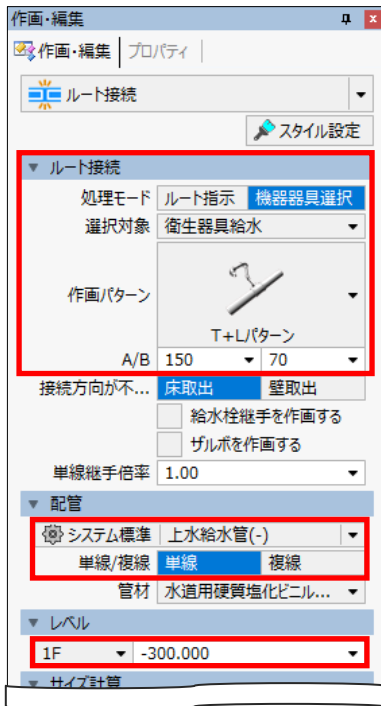 作画・編集
作画・編集 プロパティ
ルート接続
スタイル設定
ルート接続
処理モード ルート指示 機器器具選択
選択対象 衛生器具給水
作画パターン
T+Lパターン
A/B 150 70
接続方向が不... 床取出 壁取出
給水栓継手を作画する
ザルボを作画する
単線継手倍率 1.00
配管
システム標準 上水給水管(-)
単線/複線 単線 複線
管材 水道用硬質塩化ビニル...
レベル
1F -300.000
サイズ計算